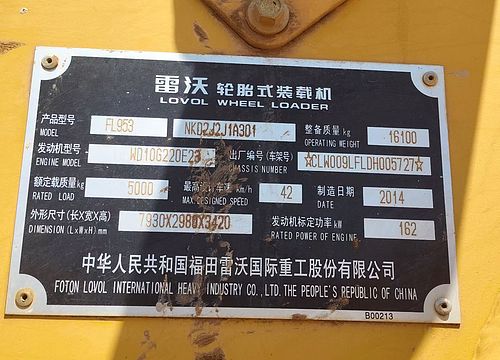 雷沃 轮胎式装载机
LOVOL WHEEL LOADER
产品型号 FL953 NKD2J2J1A301 整备质量 kg 16100
MODEL OPERATING WEIGHT
发动机型号 WD106220E23 出厂编号(车架号) ☆CLW009LFLDH005727☆
ENGINE MODEL CHASSIS NUMBER
额定载质量 kg 5000 最高设计车速 km/h 42 制造日期 2014
RATED LOAD MAX.DESIGNED SPEED DATE
外形尺寸(长X宽X高) 7930X2980X3420 发动机标定功率 kW 162
DIMENSION (LxWxH) mm RATED POWER OF ENGINE
中华人民共和国福田雷沃国际重工股份有限公司
FOTON LOVOL INTERNATIONAL HEAVY INDUSTRY CO.,LTD.THE PEOPLE'S REPUBLIC OF CHINA
B00213